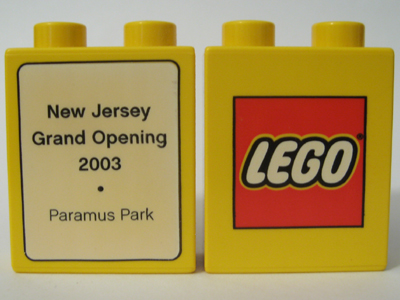 New Jersey
Grand Opening
2003
•
Paramus Park
LEGO